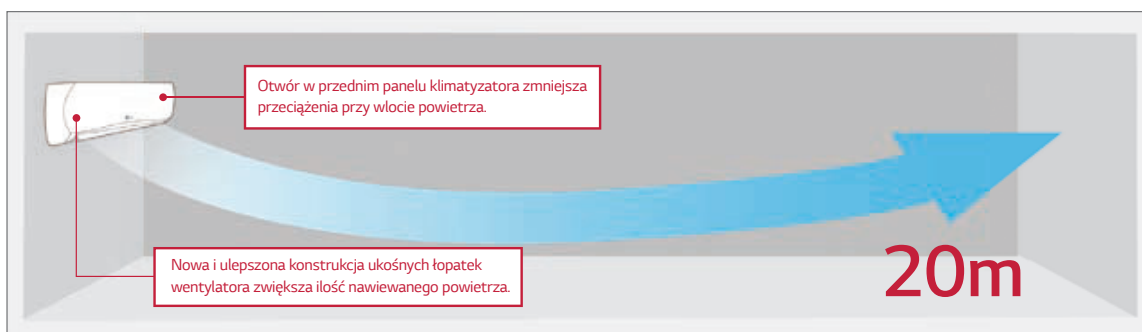 Otwór w przednim panelu klimatyzatora zmniejsza
przeciążenia przy wlocie powietrza.
Nowa i ulepszona konstrukcja ukośnych łopatek
wentylatora zwiększa ilość nawiewanego powietrza.
20m